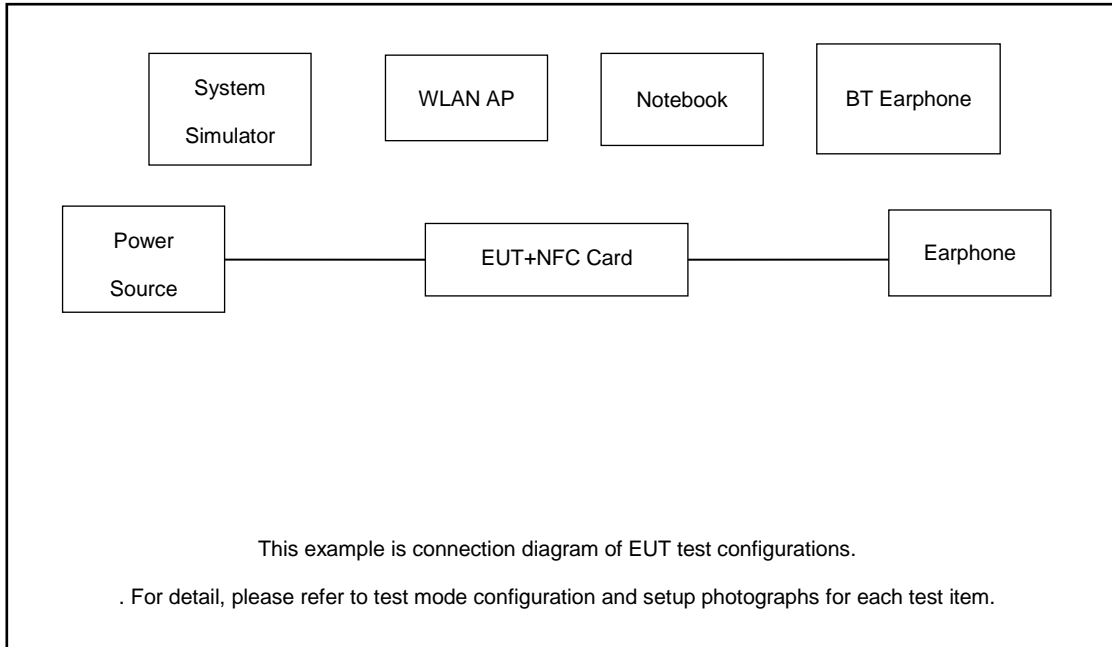 System
Simulator
WLAN AP
Notebook
BT Earphone
Power
Source
EUT+NFC Card
Earphone
This example is connection diagram of EUT test configurations.
. For detail, please refer to test mode configuration and setup photographs for each test item.